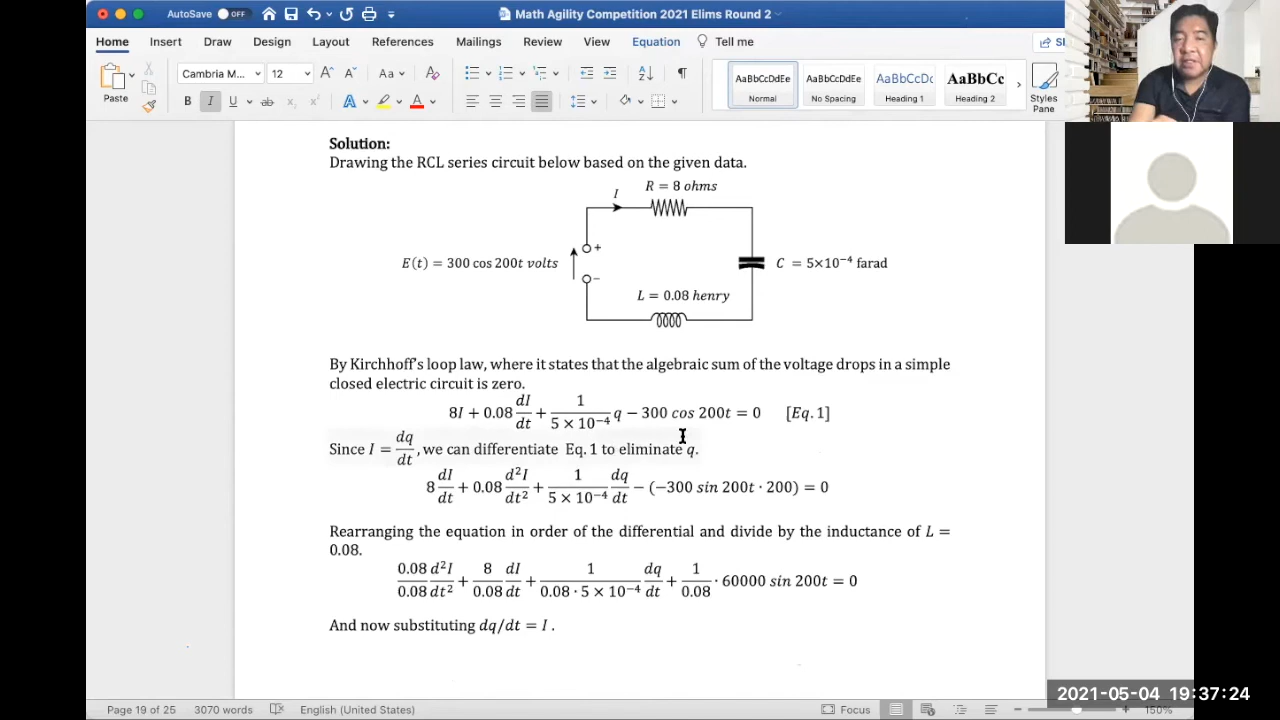 AutoSave OFF
Math Agility Competition 2021 Elims Round 2
Home Insert Draw Design Layout References Mailings Review View Equation Tell me
Paste
Cambria M... 12
AaBbCcDdEe AaBbCcDdEe AaBbCcDc AaBbCc
Normal No Spacing Heading 1 Heading 2
Styles Pane
Solution:
Drawing the RCL series circuit below based on the given data.
R = 8 ohms
I
+
E(t) = 300 cos 200t volts
C = 5×10⁻⁴ farad
−
L = 0.08 henry
By Kirchhoff's loop law, where it states that the algebraic sum of the voltage drops in a simple
closed electric circuit is zero.
8I + 0.08 dI/dt + 1/(5 × 10⁻⁴) q − 300 cos 200t = 0 [Eq. 1]
Since I = dq/dt, we can differentiate Eq. 1 to eliminate q.
8 dI/dt + 0.08 d²I/dt² + 1/(5 × 10⁻⁴) dq/dt − (−300 sin 200t · 200) = 0
Rearranging the equation in order of the differential and divide by the inductance of L =
0.08.
0.08/0.08 d²I/dt² + 8/0.08 dI/dt + 1/(0.08 · 5 × 10⁻⁴) dq/dt + 1/0.08 · 60000 sin 200t = 0
And now substituting dq/dt = I .
2021-05-04 19:37:24
Page 19 of 25 3070 words English (United States) Focus 150%